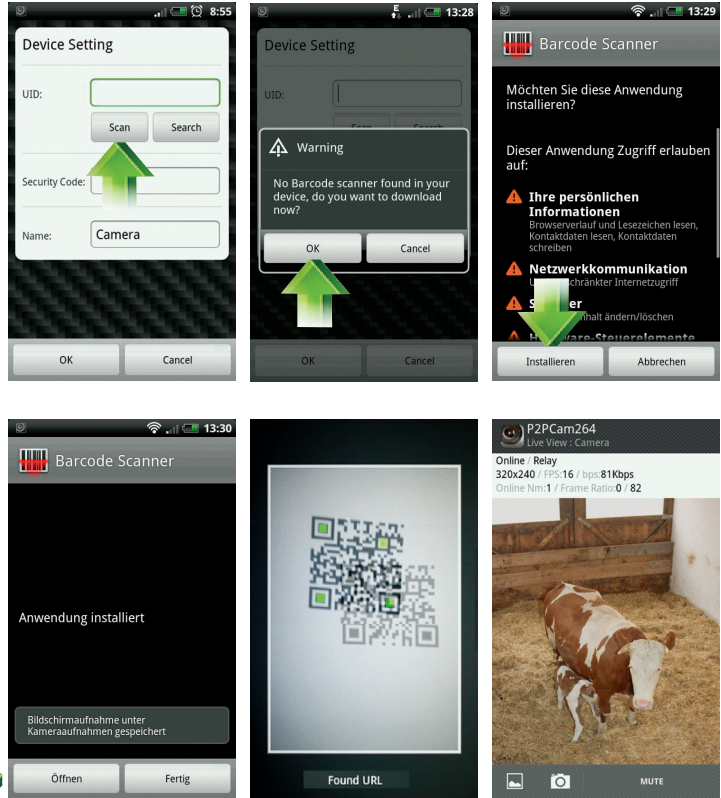 8:55
Device Setting
UID:
Scan Search
Security Code:
Name: Camera
OK Cancel
13:28
Device Setting
UID:
Warning
No Barcode scanner found in your
device, do you want to download
now?
OK Cancel
OK Cancel
13:29
Barcode Scanner
Möchten Sie diese Anwendung
installieren?
Dieser Anwendung Zugriff erlauben
auf:
Ihre persönlichen
Informationen
Browserverlauf und Lesezeichen lesen,
Kontaktdaten lesen, Kontaktdaten
schreiben
Netzwerkkommunikation
Internetzugriff
ändern/löschen
Installieren Abbrechen
13:30
Barcode Scanner
Anwendung installiert
Bildschirmaufnahme unter
Kameraaufnahmen gespeichert
Öffnen Fertig
Found URL
P2PCam264
Live View : Camera
Online / Relay
320x240 / FPS:16 / bps:81Kbps
Online Nm:1 / Frame Ratio:0 / 82
MUTE